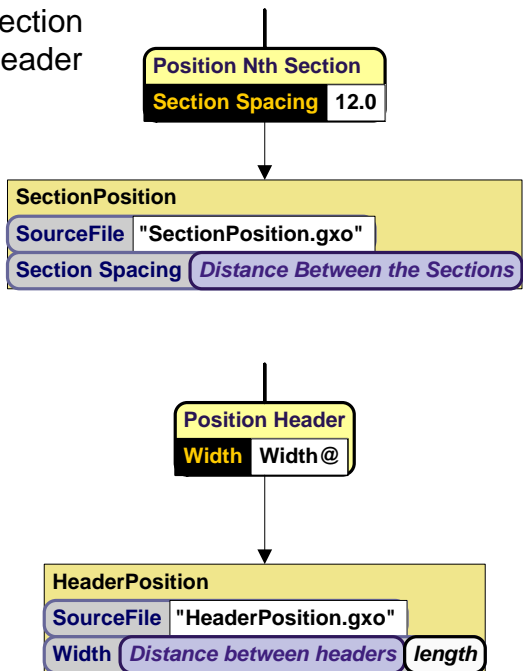 ection
eader
Position Nth Section
Section Spacing 12.0
SectionPosition
SourceFile "SectionPosition.gxo"
Section Spacing Distance Between the Sections
Position Header
Width Width@
HeaderPosition
SourceFile "HeaderPosition.gxo"
Width Distance between headers length